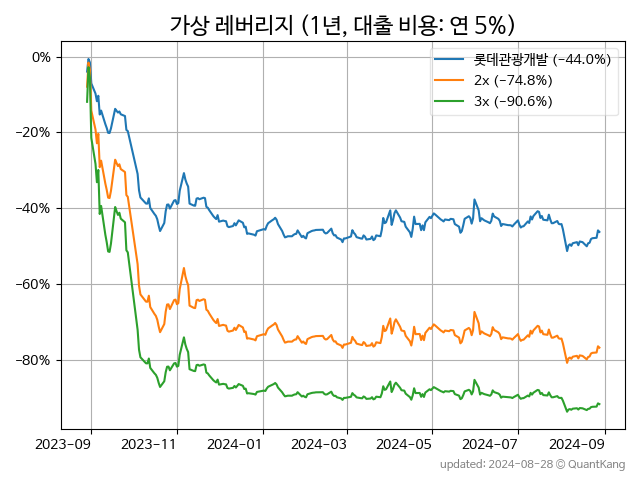 가상 레버리지 (1년, 대출 비용: 연 5%)
롯데관광개발 (−44.0%)
2x (−74.8%)
3x (−90.6%)
0%
−20%
−40%
−60%
−80%
2023−09 2023−11 2024−01 2024−03 2024−05 2024−07 2024−09
updated: 2024-08-28 © QuantKang